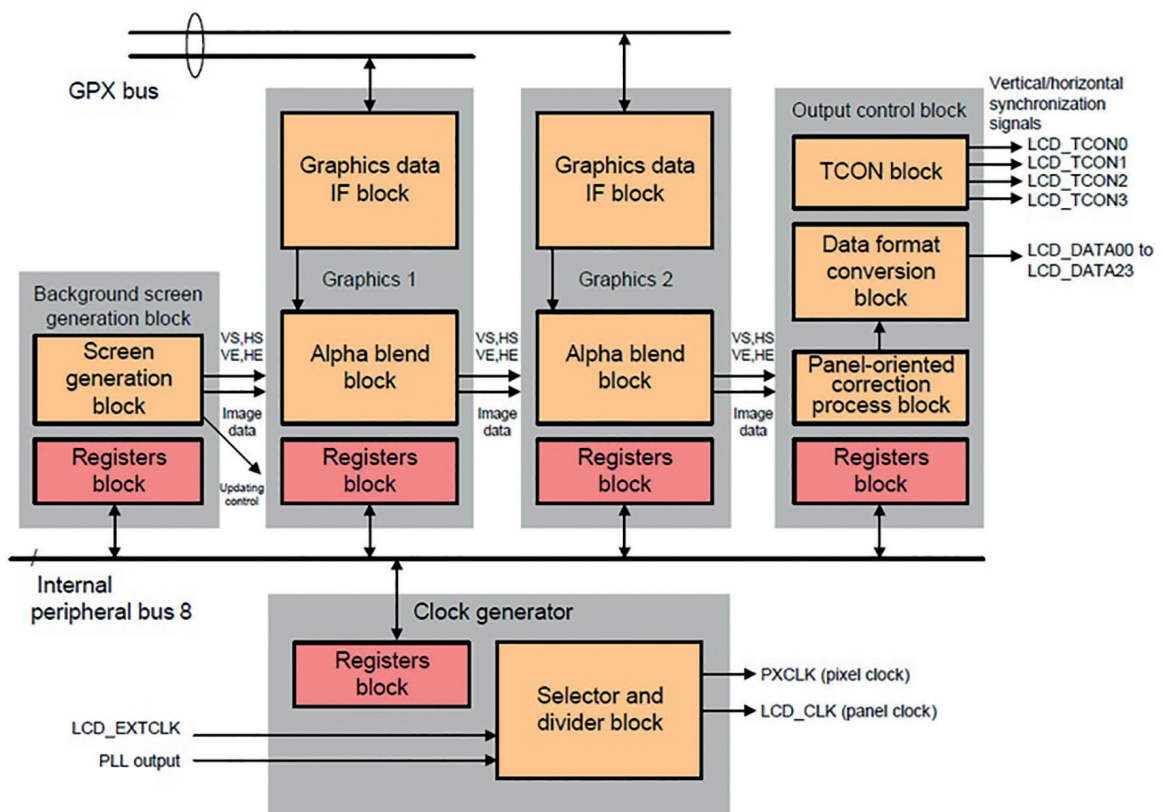 GPX bus
Graphics data
IF block
Graphics 1
Alpha blend
block
Registers
block
Graphics data
IF block
Graphics 2
Alpha blend
block
Registers
block
Output control block
TCON block
Data format
conversion
block
Panel-oriented
correction
process block
Registers
block
Vertical/horizontal
synchronization
signals
LCD_TCON0
LCD_TCON1
LCD_TCON2
LCD_TCON3
LCD_DATA00 to
LCD_DATA23
Background screen
generation block
Screen
generation
block
Registers
block
VS,HS
VE,HE
Image
data
Updating
control
VS,HS
VE,HE
Image
data
VS,HS
VE,HE
Image
data
Internal
peripheral bus 8
Clock generator
Registers
block
Selector and
divider block
LCD_EXTCLK
PLL output
PXCLK (pixel clock)
LCD_CLK (panel clock)